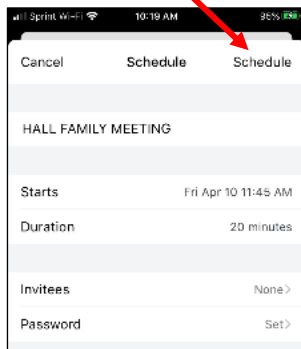 Sprint Wi-Fi 10:19 AM 95%
Cancel Schedule Schedule
HALL FAMILY MEETING
Starts Fri Apr 10 11:45 AM
Duration 20 minutes
Invitees None>
Password Set>